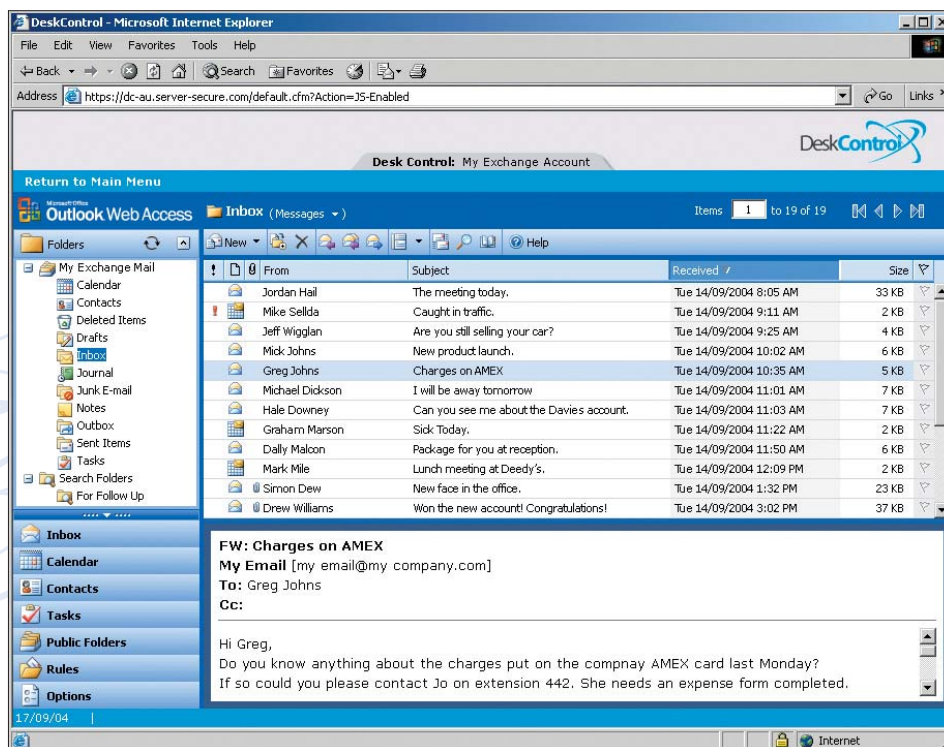 DeskControl - Microsoft Internet Explorer
File Edit View Favorites Tools Help
Back Search Favorites
Address https://dc-au.server-secure.com/default.cfm?Action=JS-Enabled Go Links
DeskControl
Desk Control: My Exchange Account
Return to Main Menu
Microsoft Office
Outlook Web Access Inbox (Messages ) Items 1 to 19 of 19
Folders New Help
My Exchange Mail
Calendar
Contacts
Deleted Items
Drafts
Inbox
Journal
Junk E-mail
Notes
Outbox
Sent Items
Tasks
Search Folders
For Follow Up
From Subject Received / Size
Jordan Hail The meeting today. Tue 14/09/2004 8:05 AM 33 KB
Mike Sellda Caught in traffic. Tue 14/09/2004 9:11 AM 2 KB
Jeff Wigglan Are you still selling your car? Tue 14/09/2004 9:25 AM 4 KB
Mick Johns New product launch. Tue 14/09/2004 10:02 AM 6 KB
Greg Johns Charges on AMEX Tue 14/09/2004 10:35 AM 5 KB
Michael Dickson I will be away tomorrow Tue 14/09/2004 11:01 AM 7 KB
Hale Downey Can you see me about the Davies account. Tue 14/09/2004 11:03 AM 7 KB
Graham Marson Sick Today. Tue 14/09/2004 11:22 AM 2 KB
Dally Malcon Package for you at reception. Tue 14/09/2004 11:50 AM 6 KB
Mark Mile Lunch meeting at Deedy's. Tue 14/09/2004 12:09 PM 2 KB
Simon Dew New face in the office. Tue 14/09/2004 1:32 PM 23 KB
Drew Williams Won the new account! Congratulations! Tue 14/09/2004 3:02 PM 37 KB
Inbox
Calendar
Contacts
Tasks
Public Folders
Rules
Options
FW: Charges on AMEX
My Email [my email@my company.com]
To: Greg Johns
Cc:
Hi Greg,
Do you know anything about the charges put on the compnay AMEX card last Monday?
If so could you please contact Jo on extension 442. She needs an expense form completed.
17/09/04 |
Internet